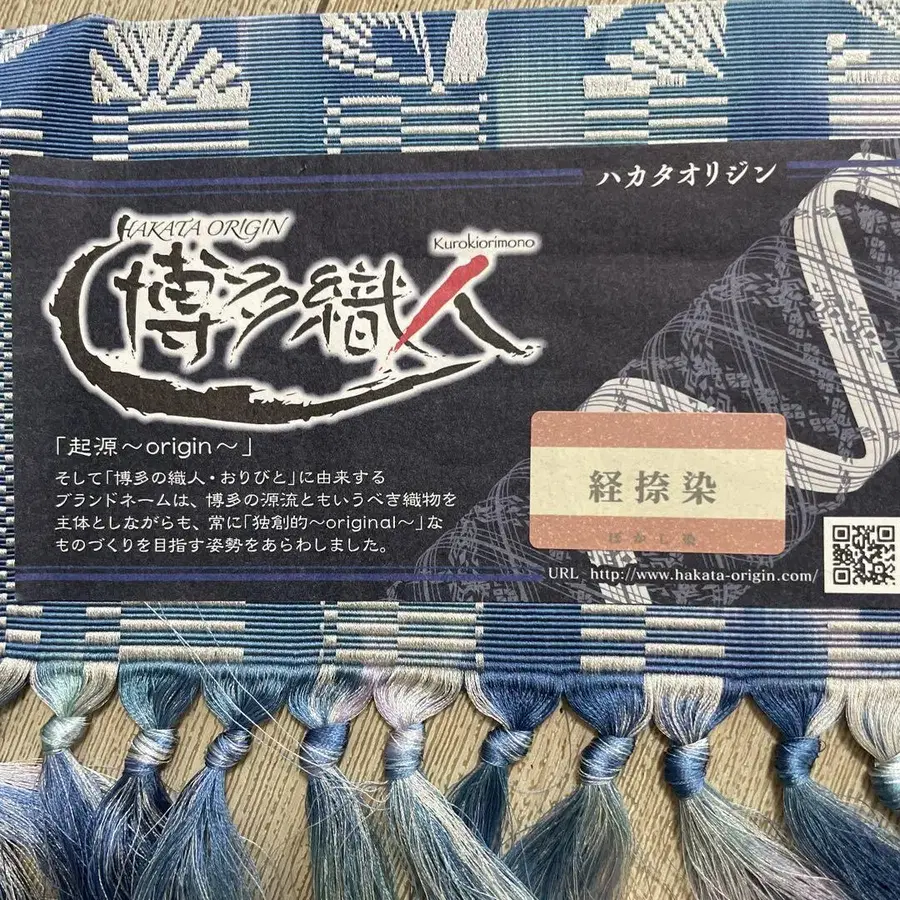 ハカタオリジン
HAKATA ORIGIN
Kurokiorimono
博多織人
「起源～origin～」
そして「博多の織人・おりびと」に由来する
ブランドネームは、博多の源流ともいうべき織物を
主体としながらも、常に「独創的～original～」な
ものづくりを目指す姿勢をあらわしました。
経捺染
ぼかし染
URL http://www.hakata-origin.com/